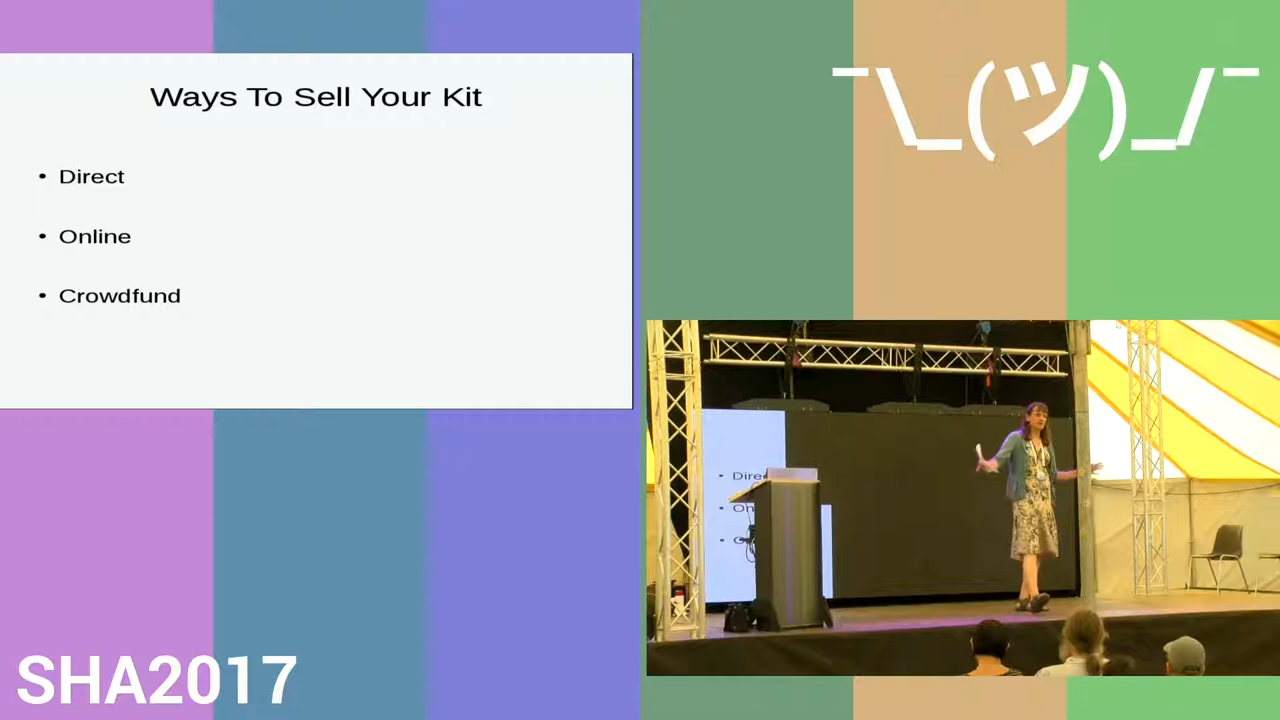 Ways To Sell Your Kit
• Direct
• Online
• Crowdfund
¯\_(ツ)_/¯
SHA2017